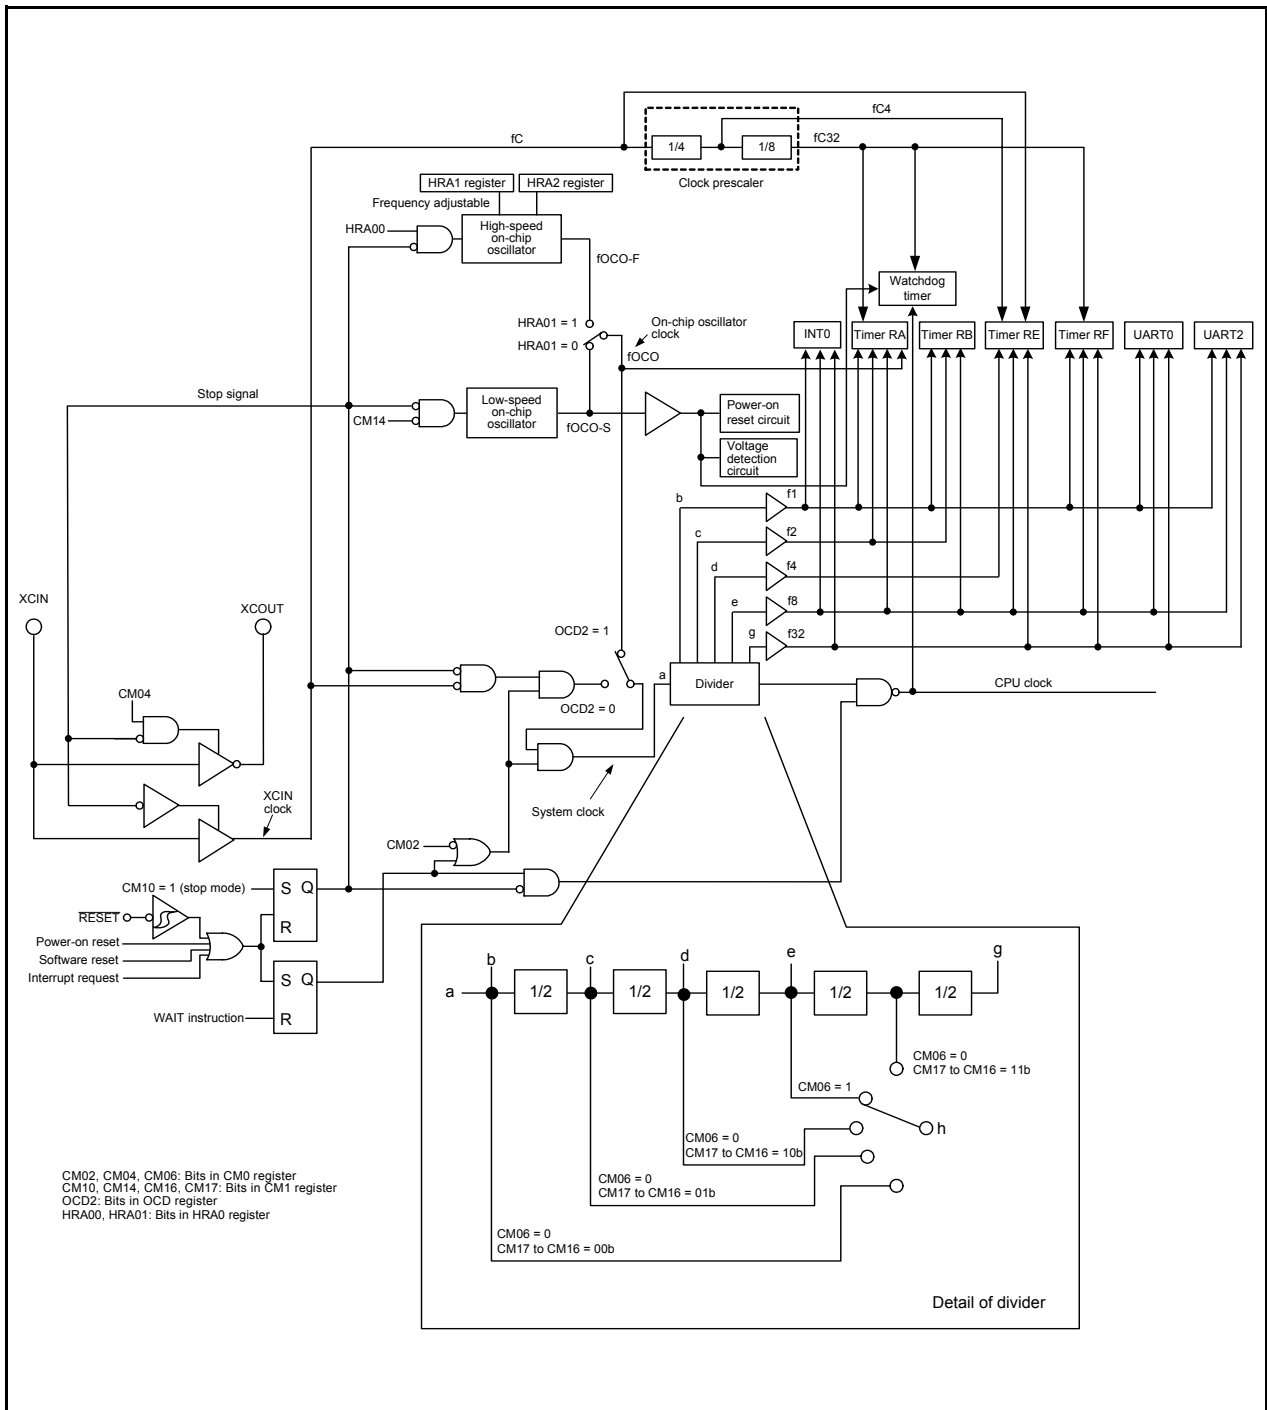 fC4
fC
fC32
1/4
1/8
Clock prescaler
HRA1 register
HRA2 register
Frequency adjustable
HRA00
High-speed
on-chip
oscillator
fOCO-F
Watchdog
timer
HRA01 = 1
HRA01 = 0
On-chip oscillator
clock
fOCO
INT0
Timer RA
Timer RB
Timer RE
Timer RF
UART0
UART2
Stop signal
CM14
Low-speed
on-chip
oscillator
fOCO-S
Power-on
reset circuit
Voltage
detection
circuit
b
f1
c
f2
d
f4
e
f8
g
f32
XCIN
XCOUT
OCD2 = 1
a
Divider
CPU clock
OCD2 = 0
CM04
XCIN
clock
System clock
CM02
CM10 = 1 (stop mode)
S Q
R
RESET
Power-on reset
Software reset
Interrupt request
S Q
R
WAIT instruction
b
c
d
e
g
a
1/2
1/2
1/2
1/2
1/2
CM06 = 0
CM17 to CM16 = 11b
CM06 = 1
h
CM06 = 0
CM17 to CM16 = 10b
CM06 = 0
CM17 to CM16 = 01b
CM06 = 0
CM17 to CM16 = 00b
Detail of divider
CM02, CM04, CM06: Bits in CM0 register
CM10, CM14, CM16, CM17: Bits in CM1 register
OCD2: Bits in OCD register
HRA00, HRA01: Bits in HRA0 register